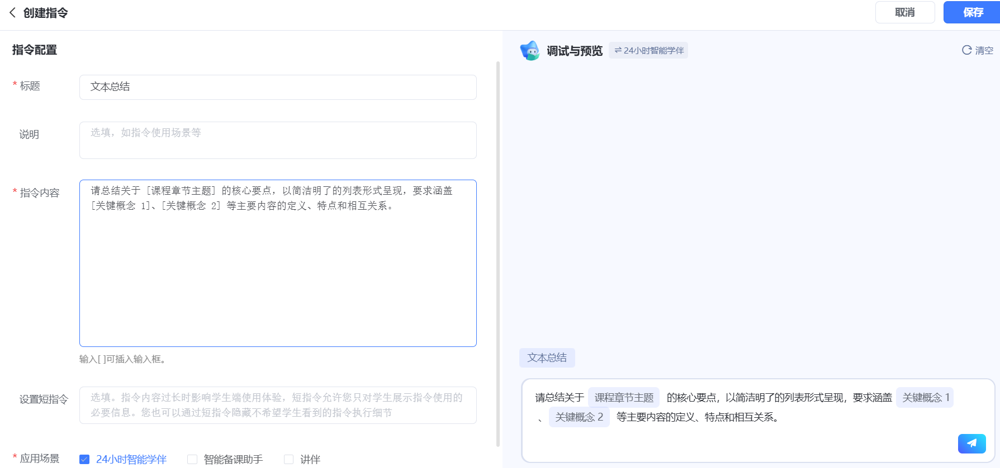 创建指令
取消
保存
指令配置
* 标题
文本总结
说明
选填，如指令使用场景等
* 指令内容
请总结关于 [课程章节主题] 的核心要点，以简洁明了的列表形式呈现，要求涵盖
[关键概念 1]、[关键概念 2] 等主要内容的定义、特点和相互关系。
输入[ ]可插入输入框。
设置短指令
选填。指令内容过长时影响学生端使用体验，短指令允许您只对学生展示指令使用的
必要信息。您也可以通过短指令隐藏不希望学生看到的指令执行细节
* 应用场景
24小时智能学伴
智能备课助手
讲伴
调试与预览
⇌ 24小时智能学伴
清空
文本总结
请总结关于 课程章节主题 的核心要点，以简洁明了的列表形式呈现，要求涵盖 关键概念 1
、 关键概念 2 等主要内容的定义、特点和相互关系。